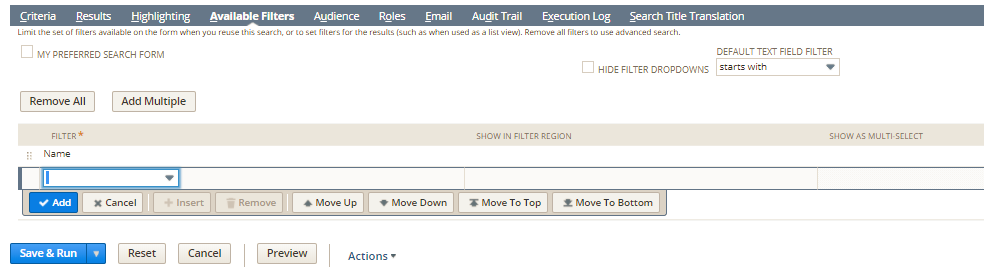 Criteria Results Highlighting Available Filters Audience Roles Email Audit Trail Execution Log Search Title Translation
Limit the set of filters available on the form when you reuse this search, or to set filters for the results (such as when used as a list view). Remove all filters to use advanced search.
MY PREFERRED SEARCH FORM
DEFAULT TEXT FIELD FILTER
HIDE FILTER DROPDOWNS starts with
Remove All Add Multiple
FILTER * SHOW IN FILTER REGION SHOW AS MULTI-SELECT
Name
Add Cancel Insert Remove Move Up Move Down Move To Top Move To Bottom
Save & Run Reset Cancel Preview Actions